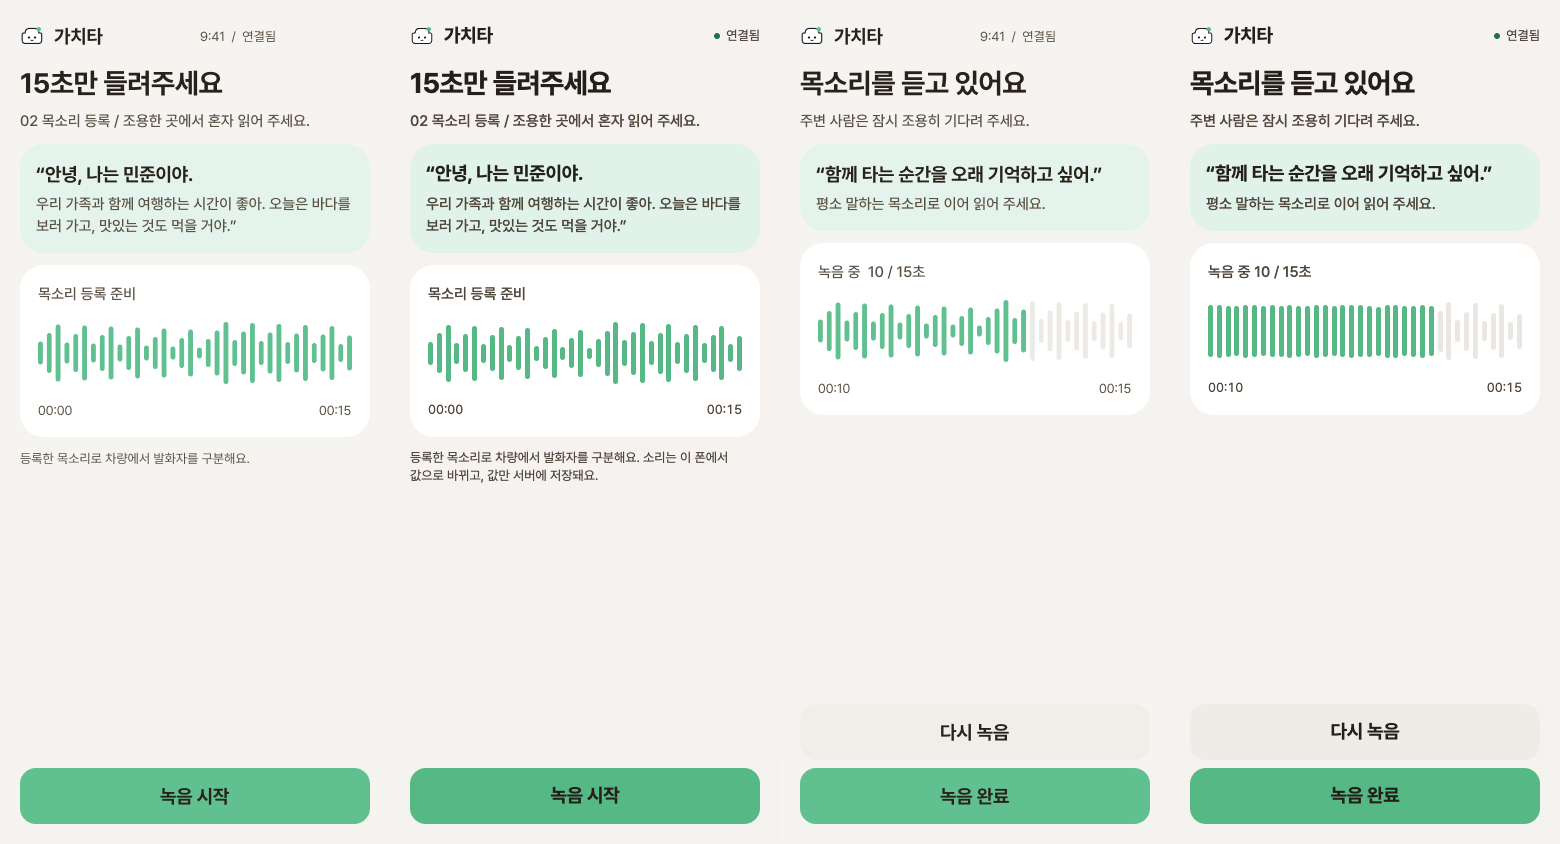 가치타
9:41 / 연결됨
15초만 들려주세요
02 목소리 등록 / 조용한 곳에서 혼자 읽어 주세요.
“안녕, 나는 민준이야.
우리 가족과 함께 여행하는 시간이 좋아. 오늘은 바다를
보러 가고, 맛있는 것도 먹을 거야.”
목소리 등록 준비
00:00
00:15
등록한 목소리로 차량에서 발화자를 구분해요.
녹음 시작
가치타
연결됨
15초만 들려주세요
02 목소리 등록 / 조용한 곳에서 혼자 읽어 주세요.
“안녕, 나는 민준이야.
우리 가족과 함께 여행하는 시간이 좋아. 오늘은 바다를
보러 가고, 맛있는 것도 먹을 거야.”
목소리 등록 준비
00:00
00:15
등록한 목소리로 차량에서 발화자를 구분해요. 소리는 이 폰에서
값으로 바뀌고, 값만 서버에 저장돼요.
녹음 시작
가치타
9:41 / 연결됨
목소리를 듣고 있어요
주변 사람은 잠시 조용히 기다려 주세요.
“함께 타는 순간을 오래 기억하고 싶어.”
평소 말하는 목소리로 이어 읽어 주세요.
녹음 중 10 / 15초
00:10
00:15
다시 녹음
녹음 완료
가치타
연결됨
목소리를 듣고 있어요
주변 사람은 잠시 조용히 기다려 주세요.
“함께 타는 순간을 오래 기억하고 싶어.”
평소 말하는 목소리로 이어 읽어 주세요.
녹음 중 10 / 15초
00:10
00:15
다시 녹음
녹음 완료